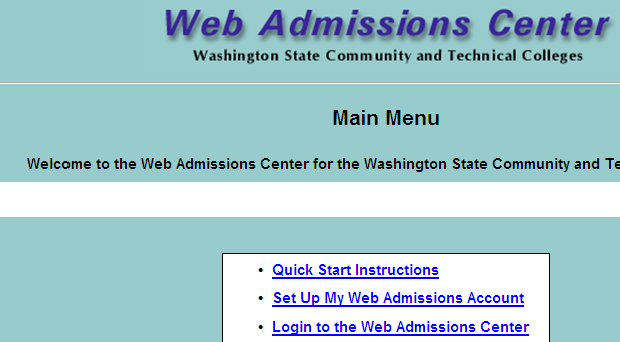 Web Admissions Center
Washington State Community and Technical Colleges
Main Menu
Welcome to the Web Admissions Center for the Washington State Community and Te
• Quick Start Instructions
• Set Up My Web Admissions Account
• Login to the Web Admissions Center